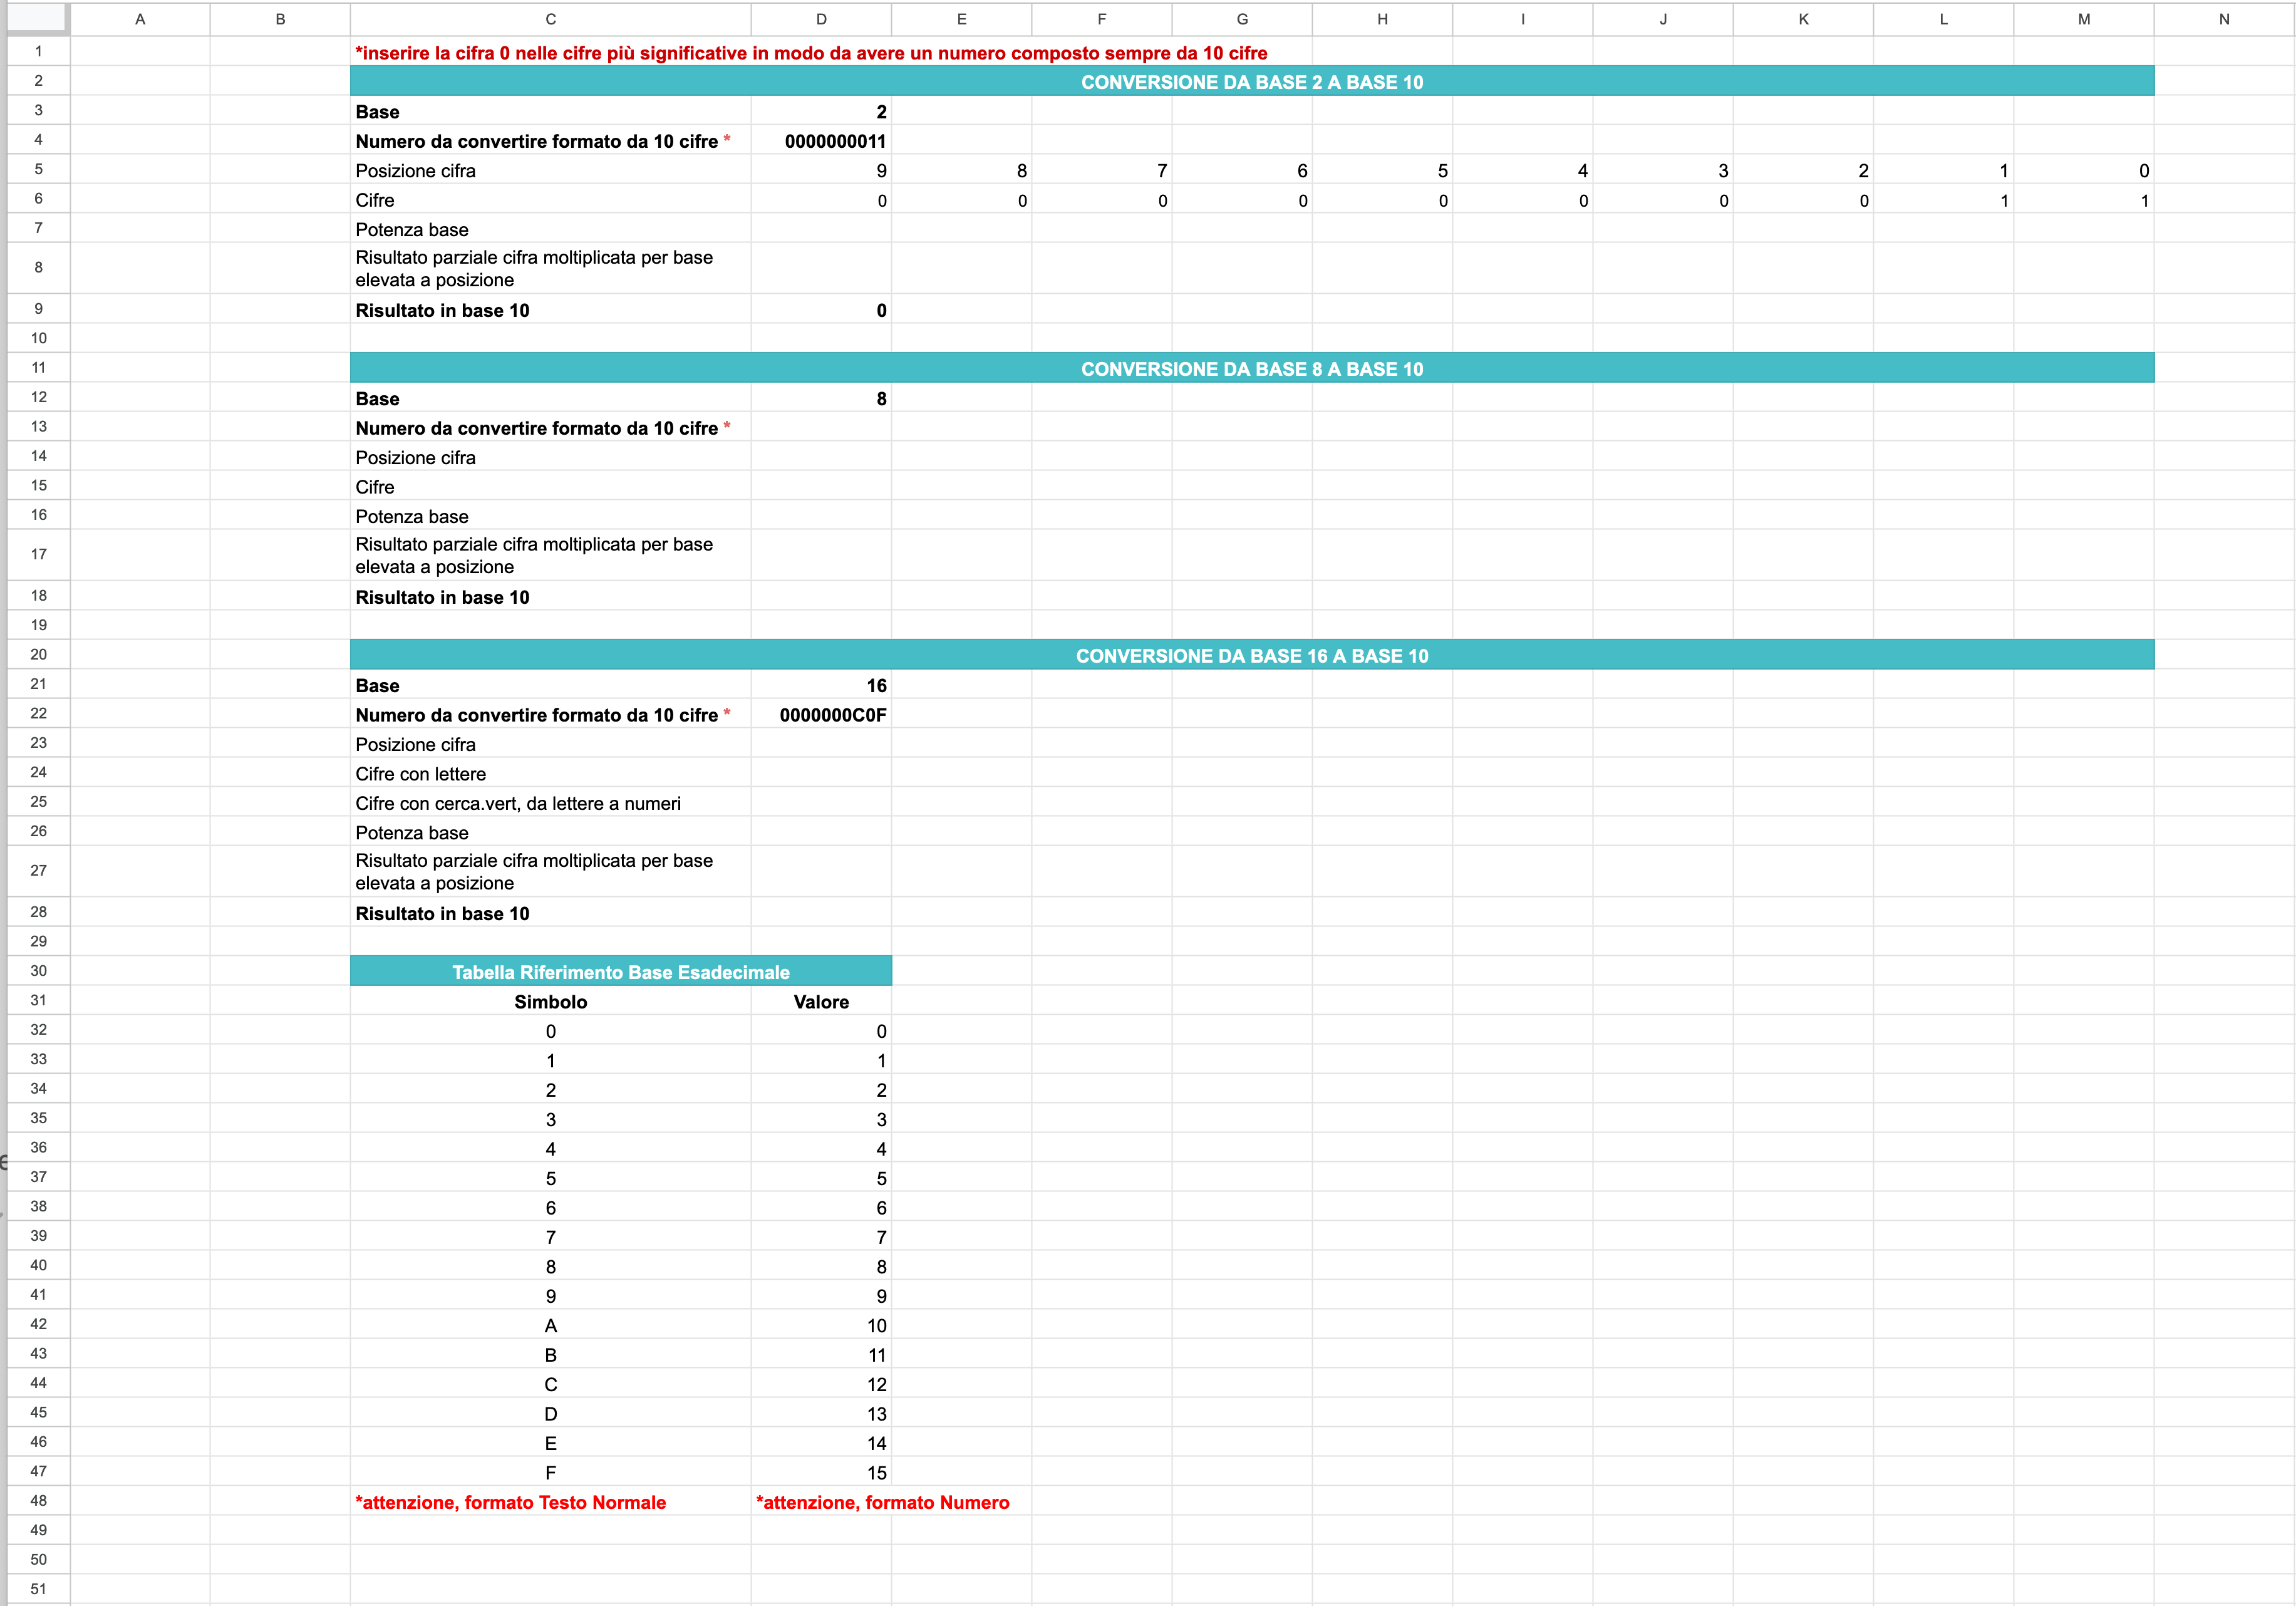 A B C D E F G H I J K L M N
1 *inserire la cifra 0 nelle cifre più significative in modo da avere un numero composto sempre da 10 cifre
2 CONVERSIONE DA BASE 2 A BASE 10
3 Base 2
4 Numero da convertire formato da 10 cifre * 0000000011
5 Posizione cifra 9 8 7 6 5 4 3 2 1 0
6 Cifre 0 0 0 0 0 0 0 0 1 1
7 Potenza base
8 Risultato parziale cifra moltiplicata per base
elevata a posizione
9 Risultato in base 10 0
10
11 CONVERSIONE DA BASE 8 A BASE 10
12 Base 8
13 Numero da convertire formato da 10 cifre *
14 Posizione cifra
15 Cifre
16 Potenza base
17 Risultato parziale cifra moltiplicata per base
elevata a posizione
18 Risultato in base 10
19
20 CONVERSIONE DA BASE 16 A BASE 10
21 Base 16
22 Numero da convertire formato da 10 cifre * 0000000C0F
23 Posizione cifra
24 Cifre con lettere
25 Cifre con cerca.vert, da lettere a numeri
26 Potenza base
27 Risultato parziale cifra moltiplicata per base
elevata a posizione
28 Risultato in base 10
29
30 Tabella Riferimento Base Esadecimale
31 Simbolo Valore
32 0 0
33 1 1
34 2 2
35 3 3
36 4 4
37 5 5
38 6 6
39 7 7
40 8 8
41 9 9
42 A 10
43 B 11
44 C 12
45 D 13
46 E 14
47 F 15
48 *attenzione, formato Testo Normale *attenzione, formato Numero
49
50
51